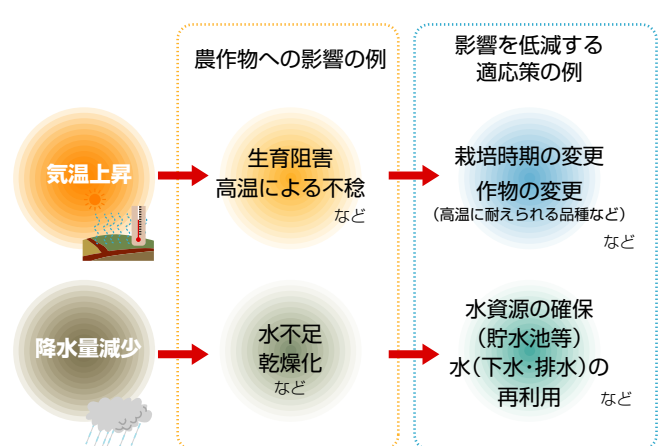 農作物への影響の例
影響を低減する
適応策の例
気温上昇
生育阻害
高温による不稔
など
栽培時期の変更
作物の変更
（高温に耐えられる品種など）
など
降水量減少
水不足
乾燥化
など
水資源の確保
（貯水池等）
水（下水・排水）の
再利用
など